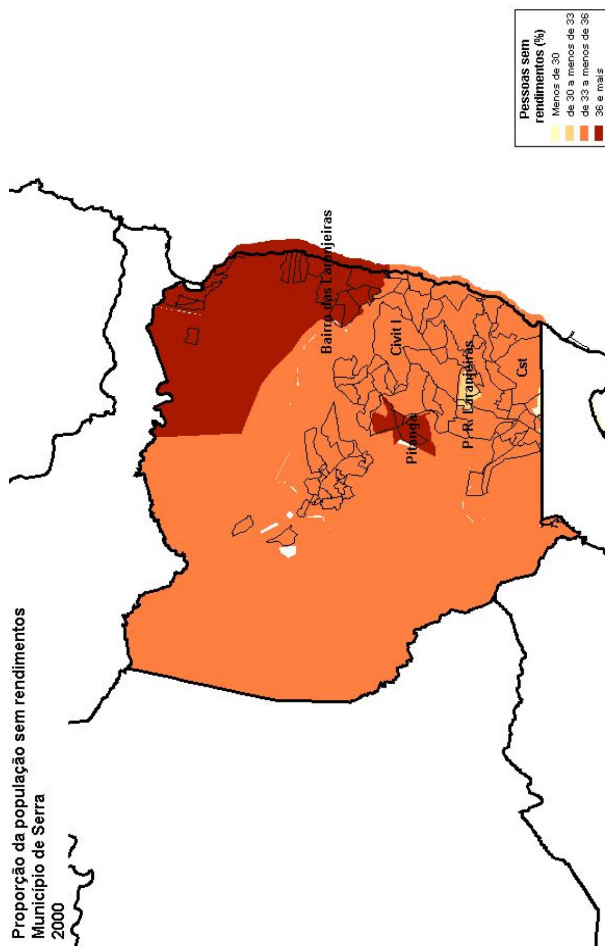 Proporção da população sem rendimentos
Município de Serra
2000
Bairro das Laranjeiras
Civit I
Pitanga
P. R. Laranjeiras
Cst
Pessoas sem
rendimentos (%)
Menos de 30
de 30 a menos de 33
de 33 a menos de 36
36 e mais